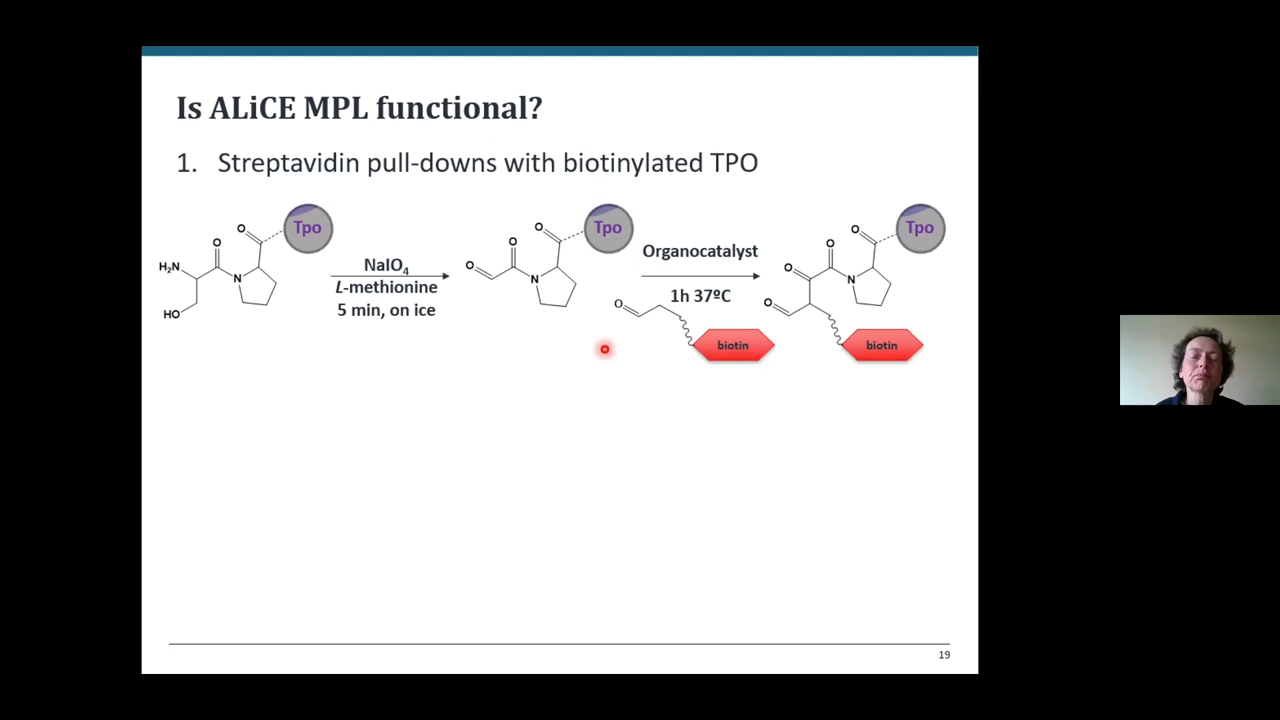 Is ALiCE MPL functional?
1. Streptavidin pull-downs with biotinylated TPO
H₂N
HO
O
N
O
Tpo
NaIO₄
L-methionine
5 min, on ice
O
O
N
O
Tpo
Organocatalyst
1h 37ºC
O
biotin
O
O
O
N
O
Tpo
biotin
19